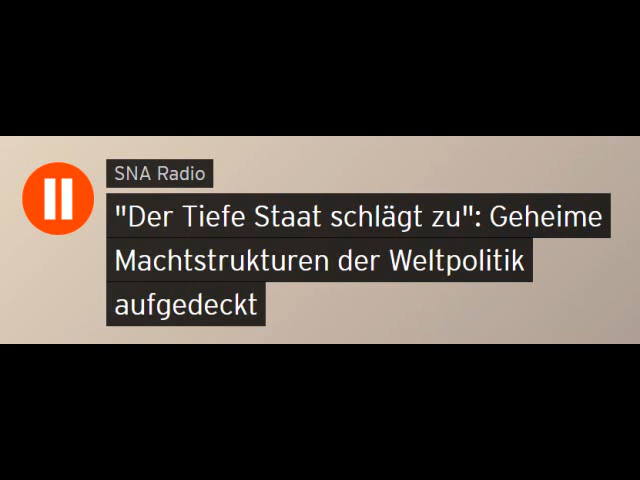 SNA Radio
"Der Tiefe Staat schlägt zu": Geheime
Machtstrukturen der Weltpolitik
aufgedeckt